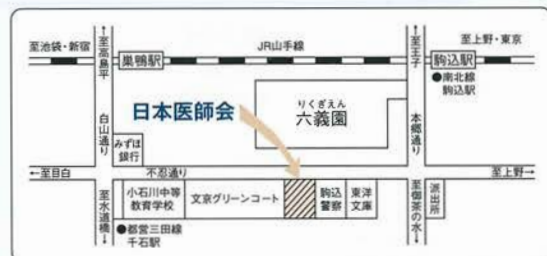 至池袋・新宿
至高島平
巣鴨駅
JR山手線
至王子
駒込駅
至上野・東京
●南北線
駒込駅
りくぎえん
六義園
日本医師会
白山通り
本郷通り
みずほ
銀行
←至目白
不忍通り
至上野→
至水道橋
小石川中等
教育学校
文京グリーンコート
駒込
警察
東洋
文庫
至御茶の水
派出所
●都営三田線
千石駅